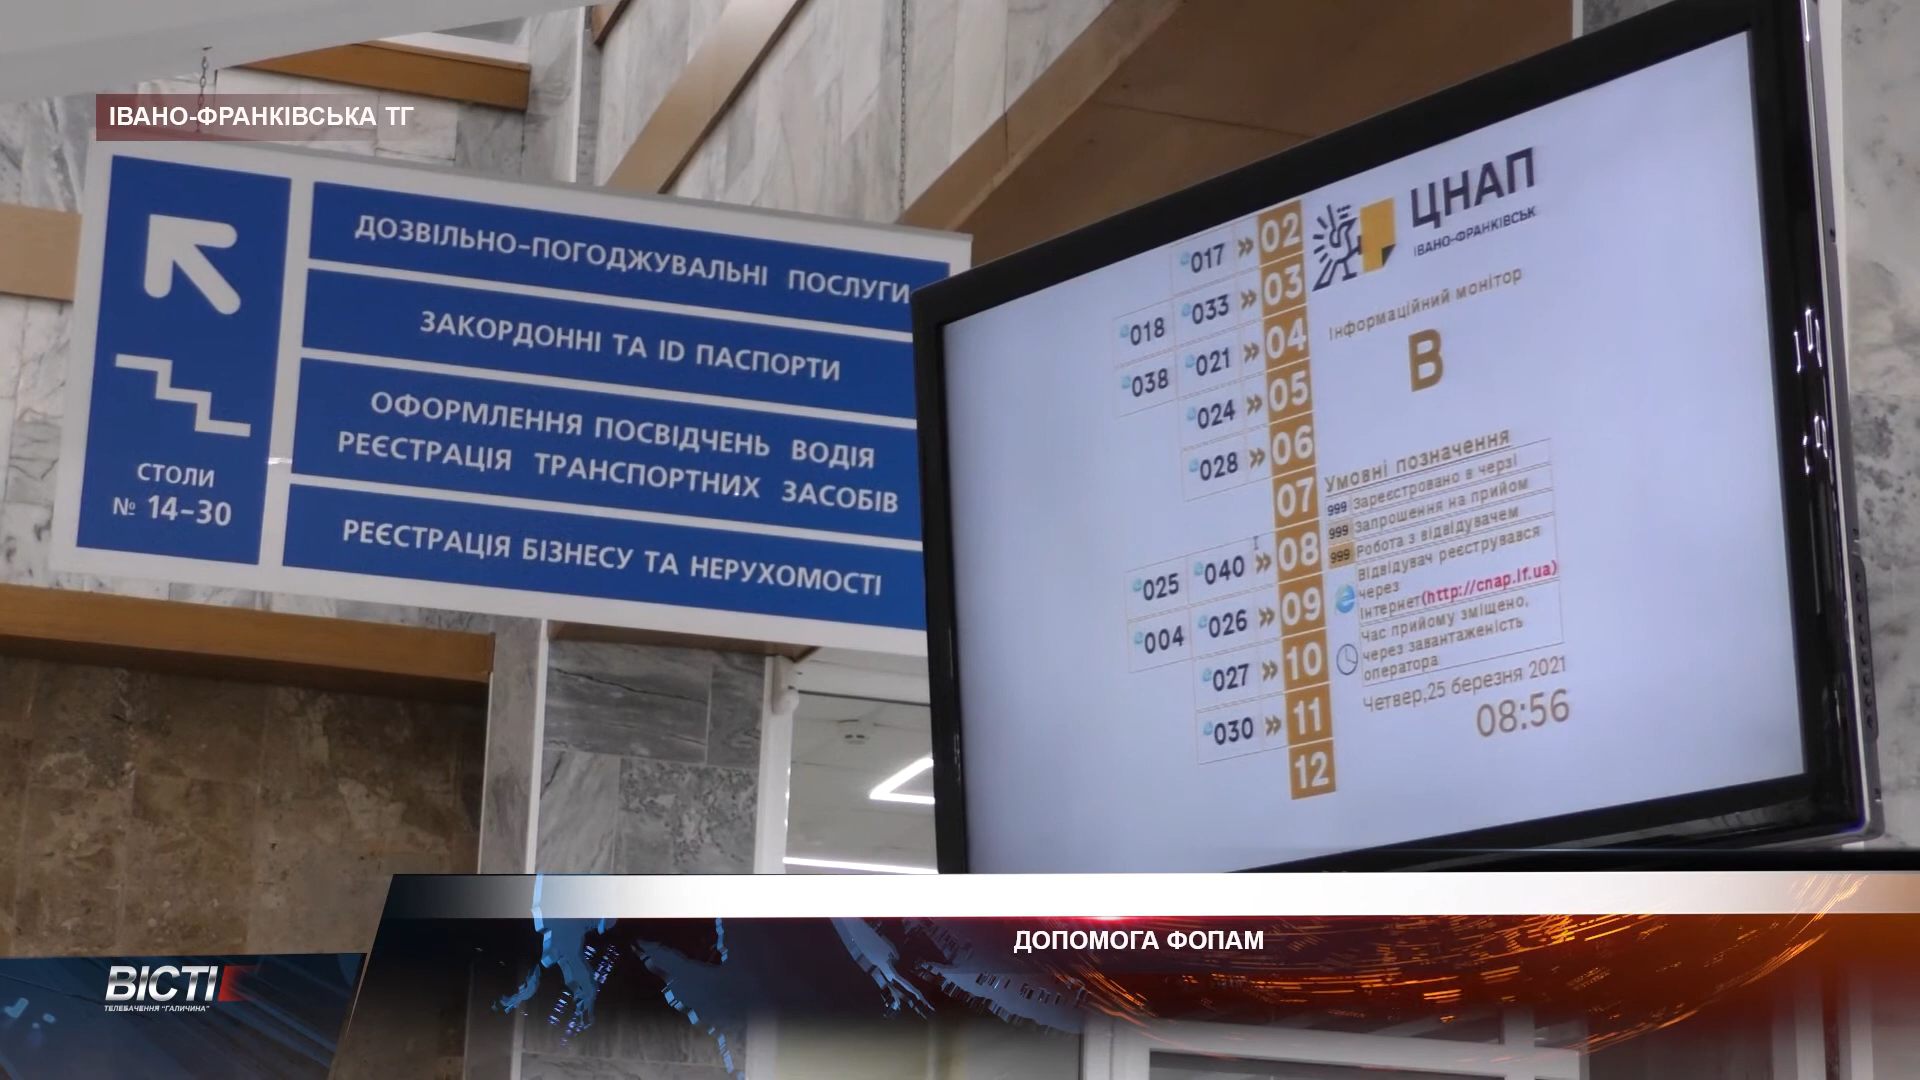 ІВАНО-ФРАНКІВСЬКА ТГ
ДОЗВІЛЬНО-ПОГОДЖУВАЛЬНІ ПОСЛУГИ
ЗАКОРДОННІ ТА ID ПАСПОРТИ
ОФОРМЛЕННЯ ПОСВІДЧЕНЬ ВОДІЯ
РЕЄСТРАЦІЯ ТРАНСПОРТНИХ ЗАСОБІВ
РЕЄСТРАЦІЯ БІЗНЕСУ ТА НЕРУХОМОСТІ
СТОЛИ
№ 14-30
017 » 02
018 033 » 03
038 021 » 04
024 » 05
028 » 06
07
025 040 » 08
004 026 » 09
027 » 10
030 » 11
12
ЦНАП
ІВАНО-ФРАНКІВСЬК
Інформаційний монітор
В
Умовні позначення
999 Зареєстровано в черзі
999 Запрошення на прийом
999 Робота з відвідувачем
Відвідувач реєструвався
через
Інтернет(http://cnap.if.ua)
Час прийому зміщено,
через завантаженість
оператора
Четвер,25 березня 2021
08:56
ДОПОМОГА ФОПАМ
ВІСТІ
ТЕЛЕБАЧЕННЯ "ГАЛИЧИНА"